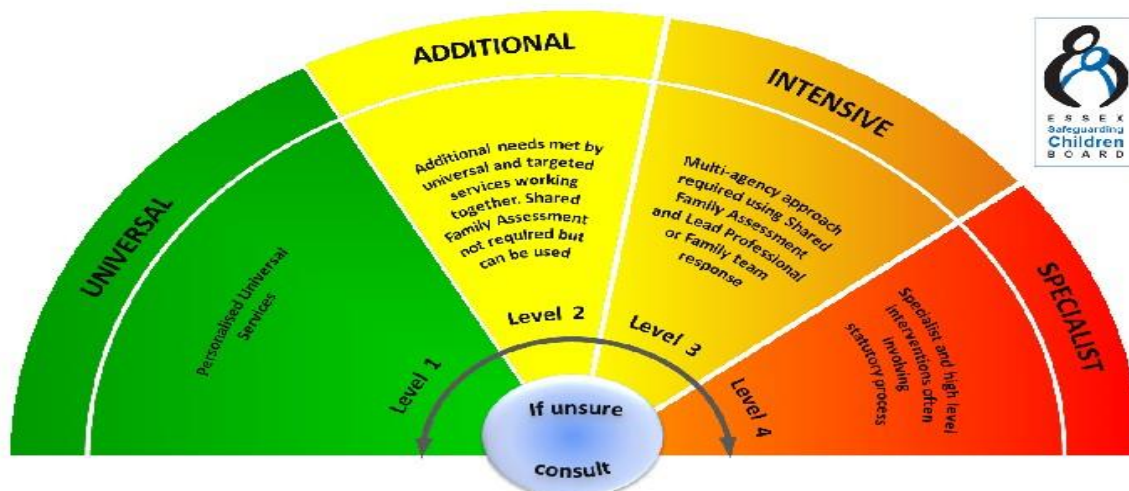 UNIVERSAL
Personalised Universal
Services
Level 1
ADDITIONAL
Additional needs met by
universal and targeted
services working
together. Shared
Family Assessment
not required but
can be used
Level 2
INTENSIVE
Multi-agency approach
required using Shared
Family Assessment
and Lead Professional
or Family team
response
Level 3
SPECIALIST
Specialist and high level
interventions often
involving
statutory process
Level 4
If unsure
consult
ESSEX
Safeguarding
Children
BOARD